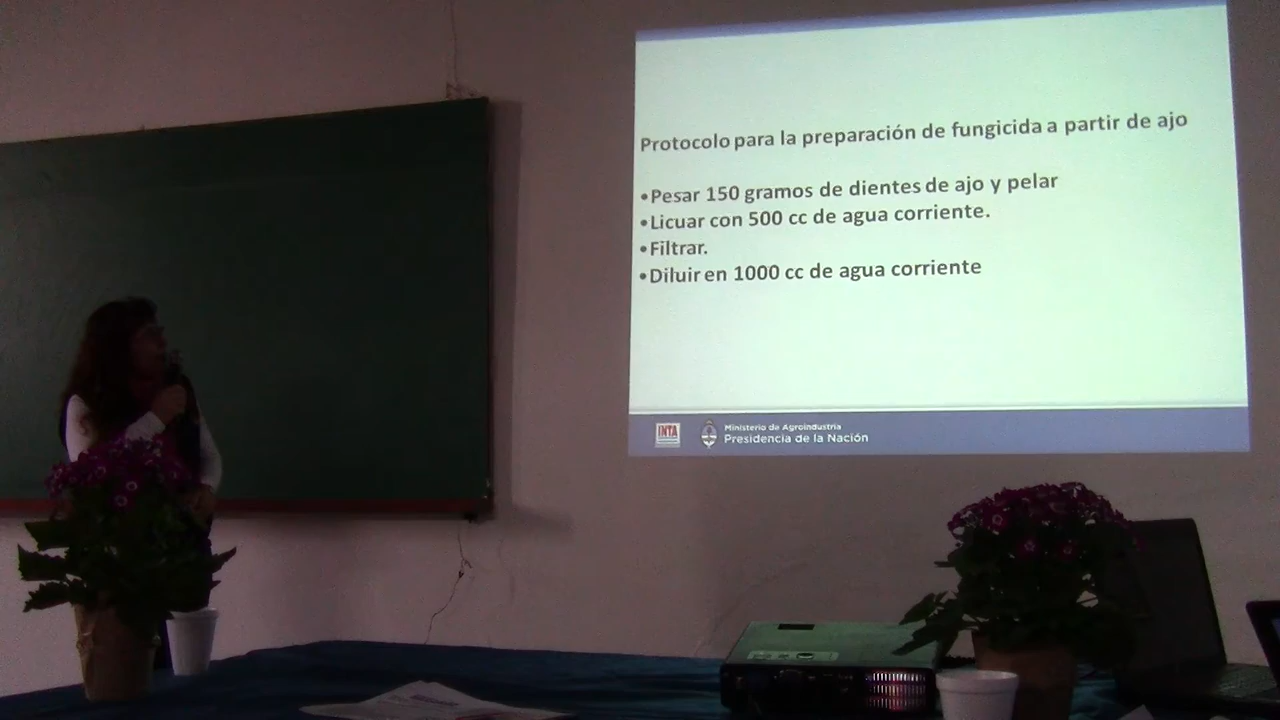 Protocolo para la preparación de fungicida a partir de ajo
•Pesar 150 gramos de dientes de ajo y pelar
•Licuar con 500 cc de agua corriente.
•Filtrar.
•Diluir en 1000 cc de agua corriente
INTA
Ministerio de Agroindustria
Presidencia de la Nación